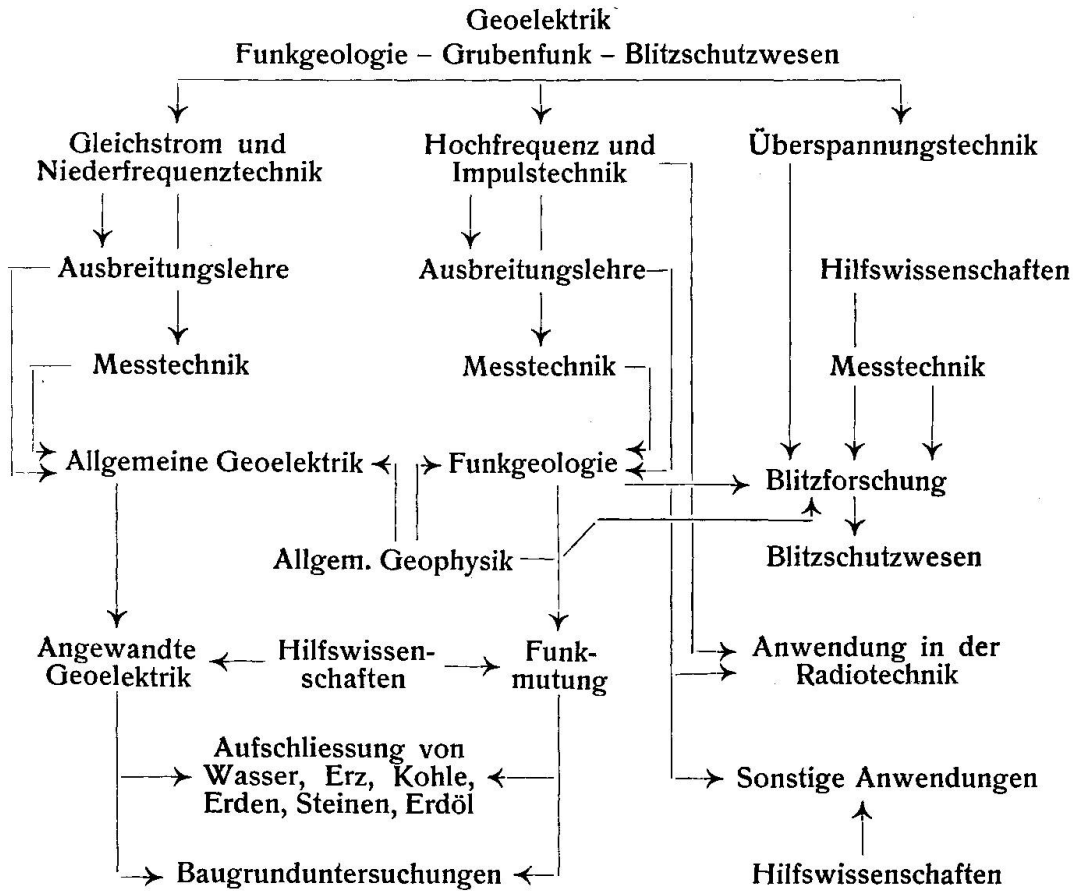 Geoelektrik
Funkgeologie – Grubenfunk – Blitzschutzwesen
Gleichstrom und
Niederfrequenztechnik
Hochfrequenz und
Impulstechnik
Überspannungstechnik
Ausbreitungslehre
Ausbreitungslehre
Hilfswissenschaften
Messtechnik
Messtechnik
Messtechnik
Allgemeine Geoelektrik
Funkgeologie
Blitzforschung
Allgem. Geophysik
Blitzschutzwesen
Angewandte
Geoelektrik
Hilfswissen-
schaften
Funk-
mutung
Anwendung in der
Radiotechnik
Aufschliessung von
Wasser, Erz, Kohle,
Erden, Steinen, Erdöl
Sonstige Anwendungen
Baugrunduntersuchungen
Hilfswissenschaften